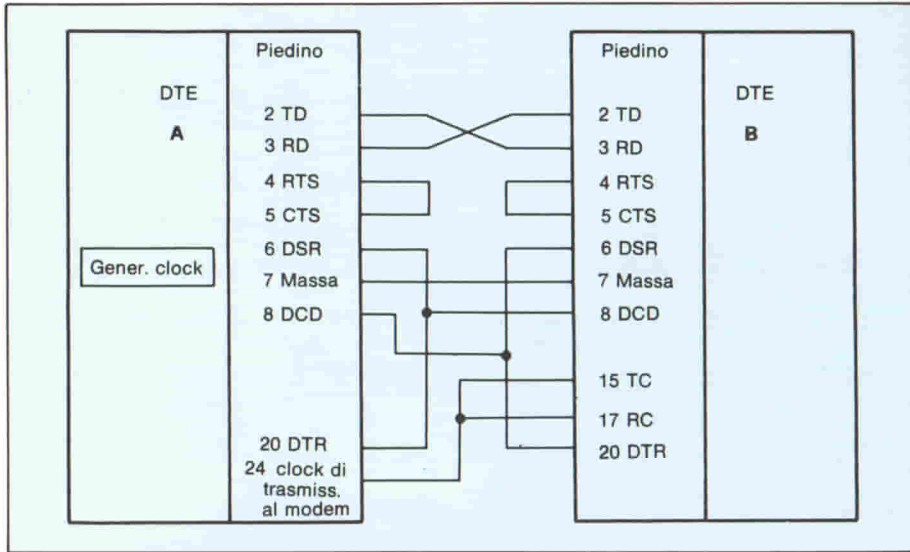 Piedino
DTE
A
2 TD
3 RD
4 RTS
5 CTS
6 DSR
Gener. clock
7 Massa
8 DCD
20 DTR
24 clock di
trasmiss.
al modem
Piedino
DTE
B
2 TD
3 RD
4 RTS
5 CTS
6 DSR
7 Massa
8 DCD
15 TC
17 RC
20 DTR